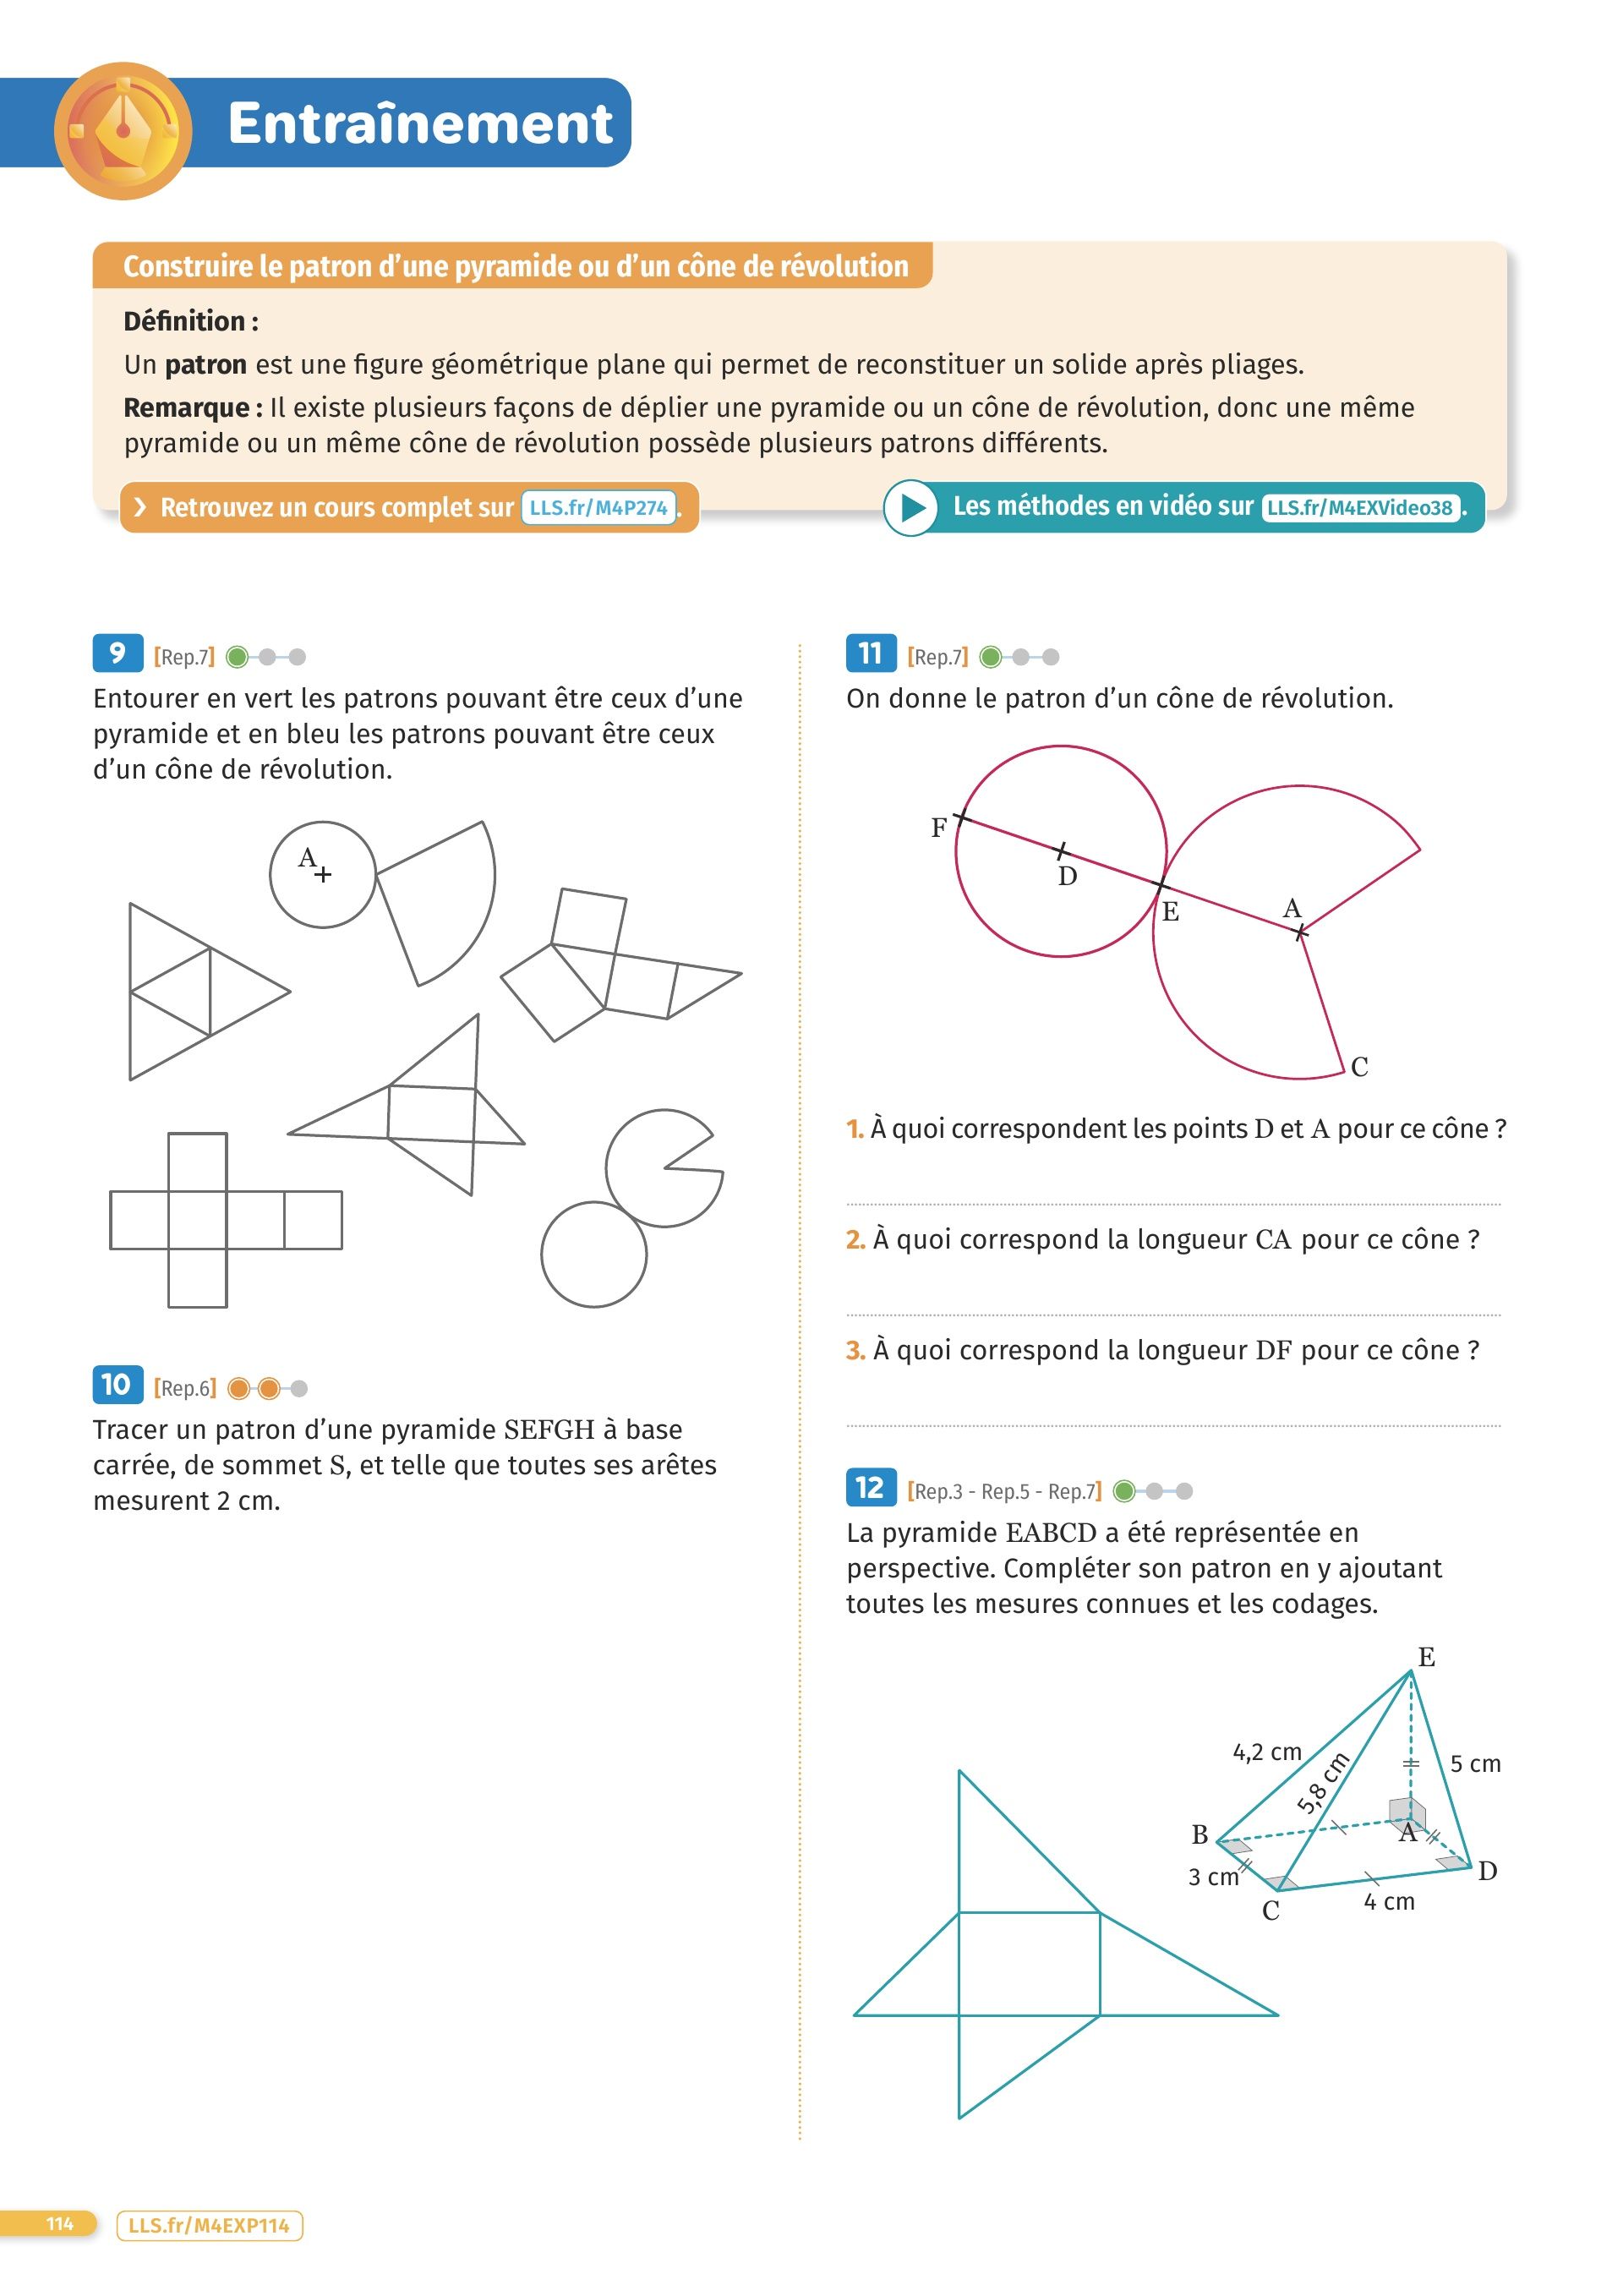 Entraînement
Construire le patron d'une pyramide ou d'un cône de révolution
Définition :
Un patron est une figure géométrique plane qui permet de reconstituer un solide après pliages.
Remarque : Il existe plusieurs façons de déplier une pyramide ou un cône de révolution, donc une même
pyramide ou un même cône de révolution possède plusieurs patrons différents.
Retrouvez un cours complet sur LLS.fr/M4P274.
Les méthodes en vidéo sur LLS.fr/M4EXVideo38.
9 [Rep.7]
Entourer en vert les patrons pouvant être ceux d'une
pyramide et en bleu les patrons pouvant être ceux
d'un cône de révolution.
A
10 [Rep.6]
Tracer un patron d'une pyramide SEFGH à base
carrée, de sommet S, et telle que toutes ses arêtes
mesurent 2 cm.
11 [Rep.7]
On donne le patron d'un cône de révolution.
F
D
E
A
C
1. À quoi correspondent les points D et A pour ce cône ?
2. À quoi correspond la longueur CA pour ce cône ?
3. À quoi correspond la longueur DF pour ce cône ?
12 [Rep.3 - Rep.5 - Rep.7]
La pyramide EABCD a été représentée en
perspective. Compléter son patron en y ajoutant
toutes les mesures connues et les codages.
E
4,2 cm
5,8 cm
5 cm
B
A
3 cm
D
4 cm
C
114
LLS.fr/M4EXP114